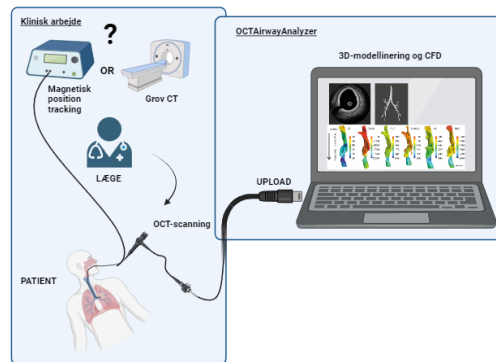 Klinisk arbejde
?
OR
Magnetisk
position
tracking
Grov CT
LÆGE
OCT-scanning
PATIENT
OCTAirwayAnalyzer
3D-modellinering og CFD
UPLOAD